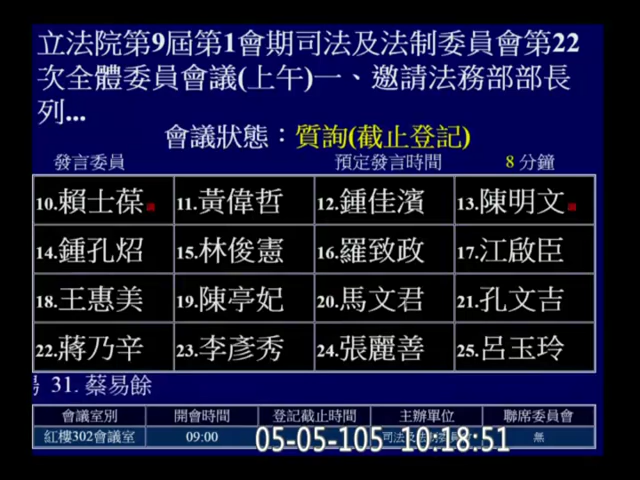 立法院第9屆第1會期司法及法制委員會第22
次全體委員會議(上午)一、邀請法務部部長
列...
會議狀態：質詢(截止登記)
發言委員 預定發言時間 8 分鐘
10.賴士葆 11.黃偉哲 12.鍾佳濱 13.陳明文
14.鍾孔炤 15.林俊憲 16.羅致政 17.江啟臣
18.王惠美 19.陳亭妃 20.馬文君 21.孔文吉
22.蔣乃辛 23.李彥秀 24.張麗善 25.呂玉玲
31. 蔡易餘
會議室別 開會時間 登記截止時間 主辦單位 聯席委員會
紅樓302會議室 09:00 司法及法制委員會 無
05-05-105 10:18:51